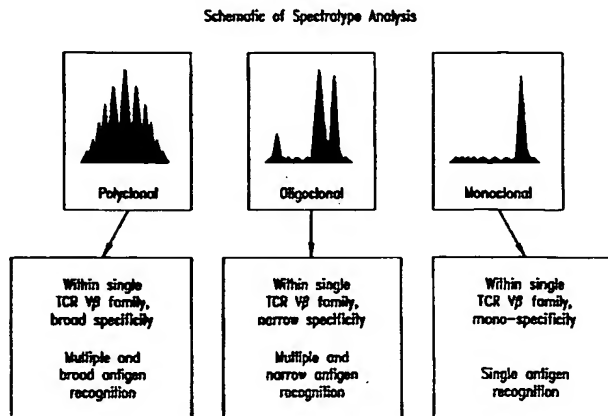 Schematic of Spectratype Analysis
Polyclonal
Oligoclonal
Monoclonal
Within single
TCR Vβ family,
broad specificity
Multiple and
broad antigen
recognition
Within single
TCR Vβ family,
narrow specificity
Multiple and
narrow antigen
recognition
Within single
TCR Vβ family,
mono-specificity
Single antigen
recognition